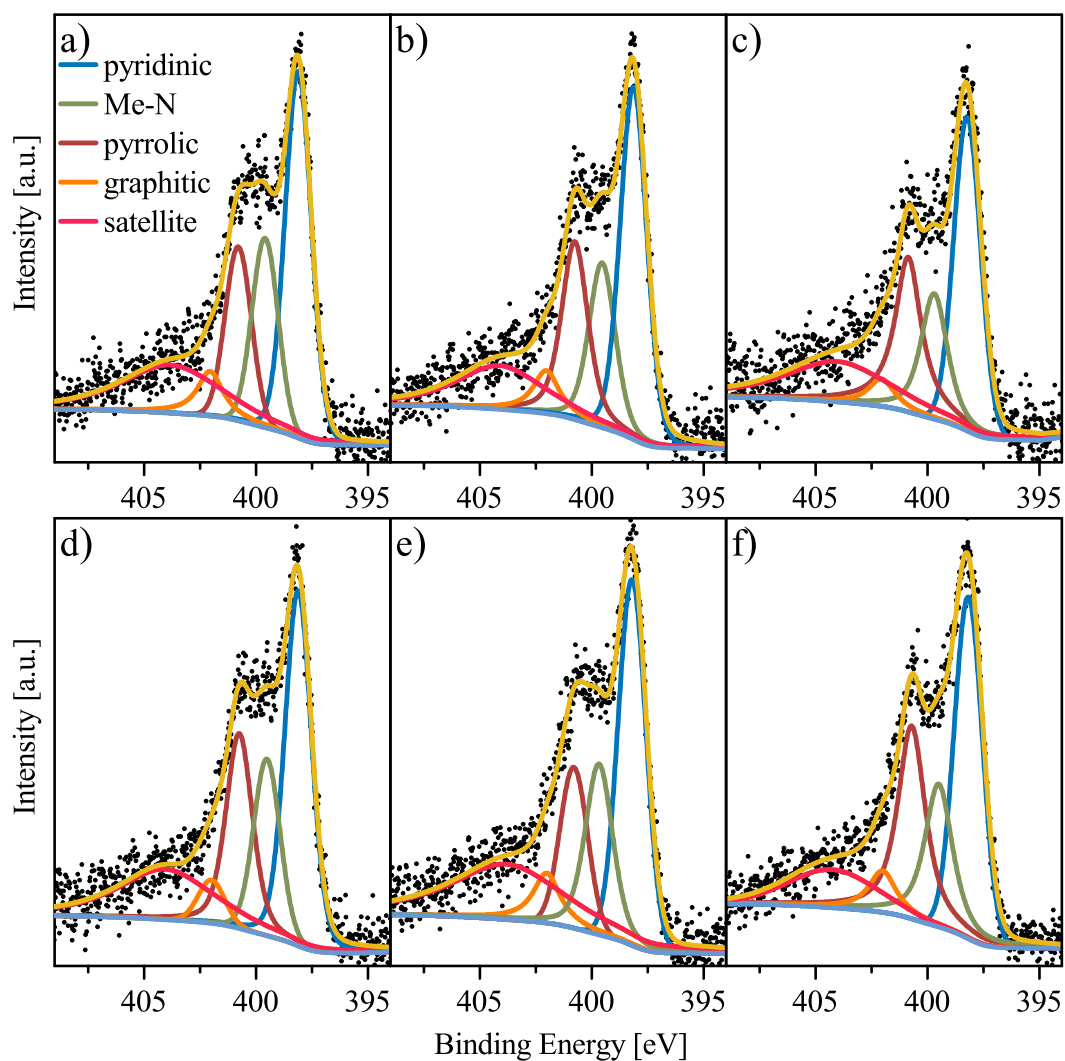 a) b) c)
pyridinic
Me-N
pyrrolic
graphitic
satellite
Intensity [a.u.]
405 400 395 405 400 395 405 400 395
d) e) f)
Intensity [a.u.]
405 400 395 405 400 395 405 400 395
Binding Energy [eV]